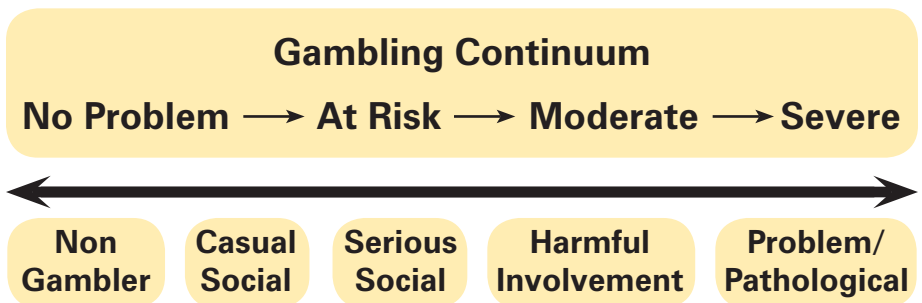 Gambling Continuum
No Problem → At Risk → Moderate → Severe
Non
Gambler
Casual
Social
Serious
Social
Harmful
Involvement
Problem/
Pathological